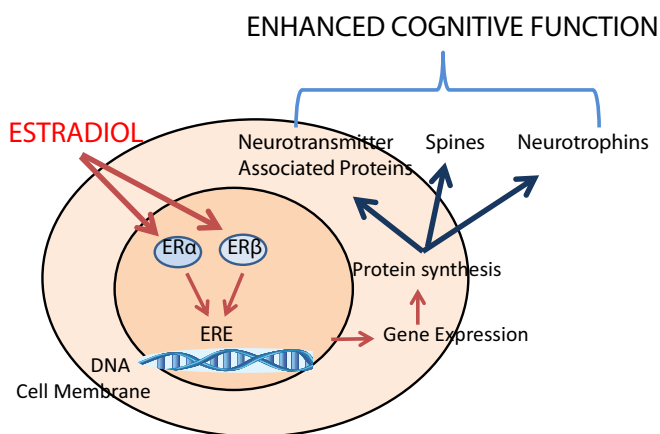 ENHANCED COGNITIVE FUNCTION
ESTRADIOL
Neurotransmitter
Associated Proteins
Spines
Neurotrophins
ERα
ERβ
Protein synthesis
ERE
Gene Expression
DNA
Cell Membrane